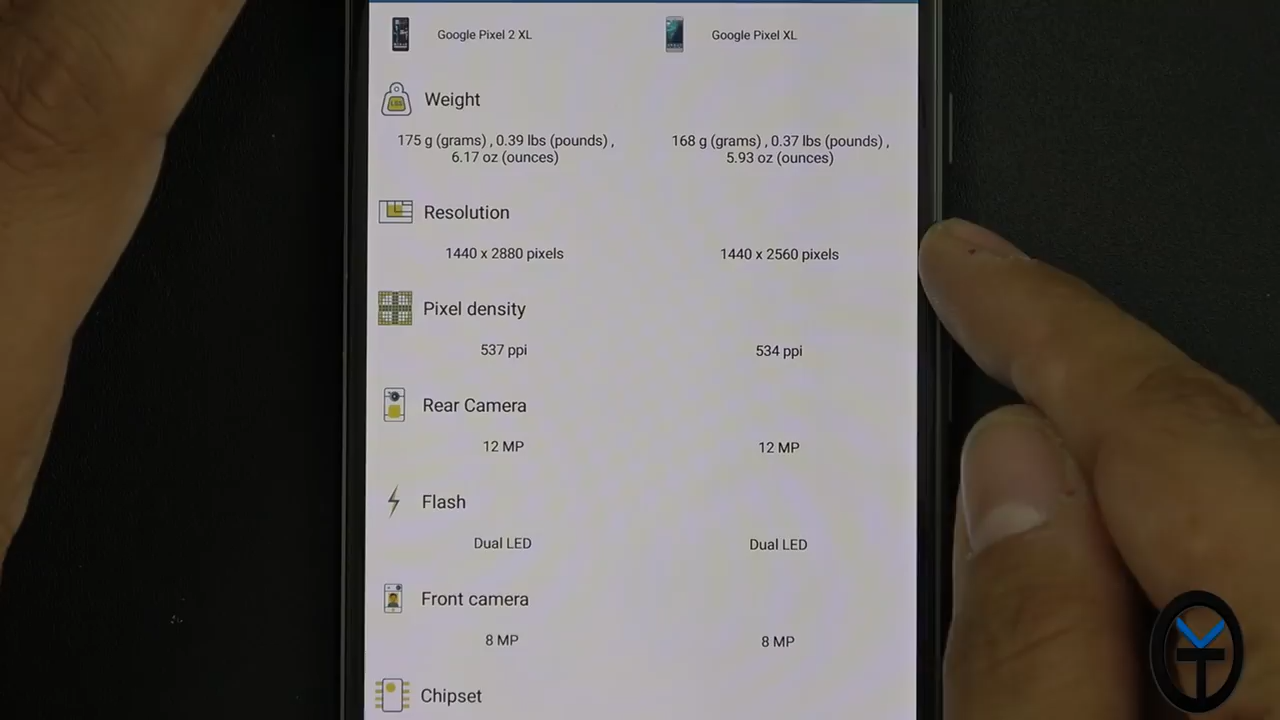 Google Pixel 2 XL Google Pixel XL
Weight
175 g (grams) , 0.39 lbs (pounds) , 168 g (grams) , 0.37 lbs (pounds) ,
6.17 oz (ounces) 5.93 oz (ounces)
Resolution
1440 x 2880 pixels 1440 x 2560 pixels
Pixel density
537 ppi 534 ppi
Rear Camera
12 MP 12 MP
Flash
Dual LED Dual LED
Front camera
8 MP 8 MP
Chipset